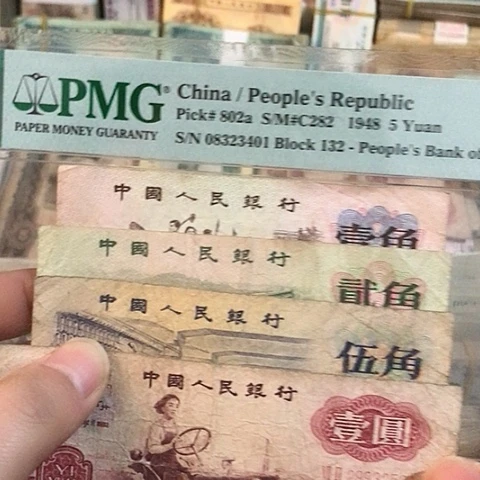 PMG®
PAPER MONEY GUARANTY
China / People's Republic
Pick# 802a S/M#C282 1948 5 Yuan
S/N 08323401 Block 132 - People's Bank of
中國人民銀行
壹角
中國人民銀行
貳角
中國人民銀行
伍角
中國人民銀行
壹圓
YI